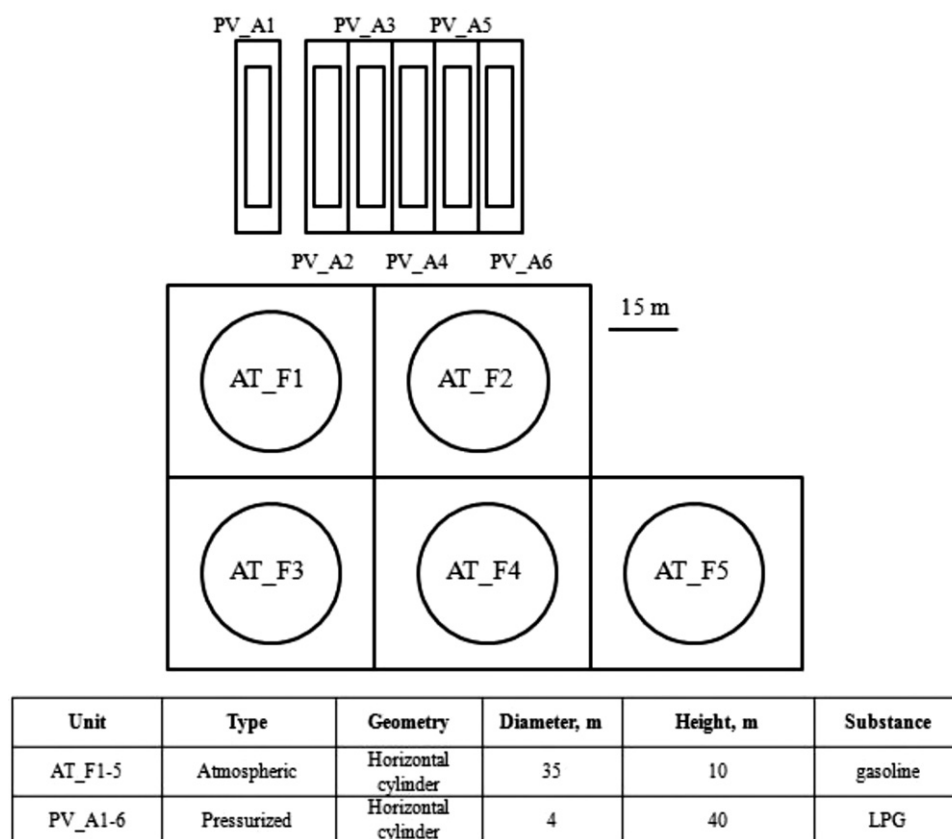 PV_A1 PV_A3 PV_A5
PV_A2 PV_A4 PV_A6
15 m
AT_F1 AT_F2
AT_F3 AT_F4 AT_F5
Unit Type Geometry Diameter, m Height, m Substance
AT_F1-5 Atmospheric Horizontal cylinder 35 10 gasoline
PV_A1-6 Pressurized Horizontal cylinder 4 40 LPG